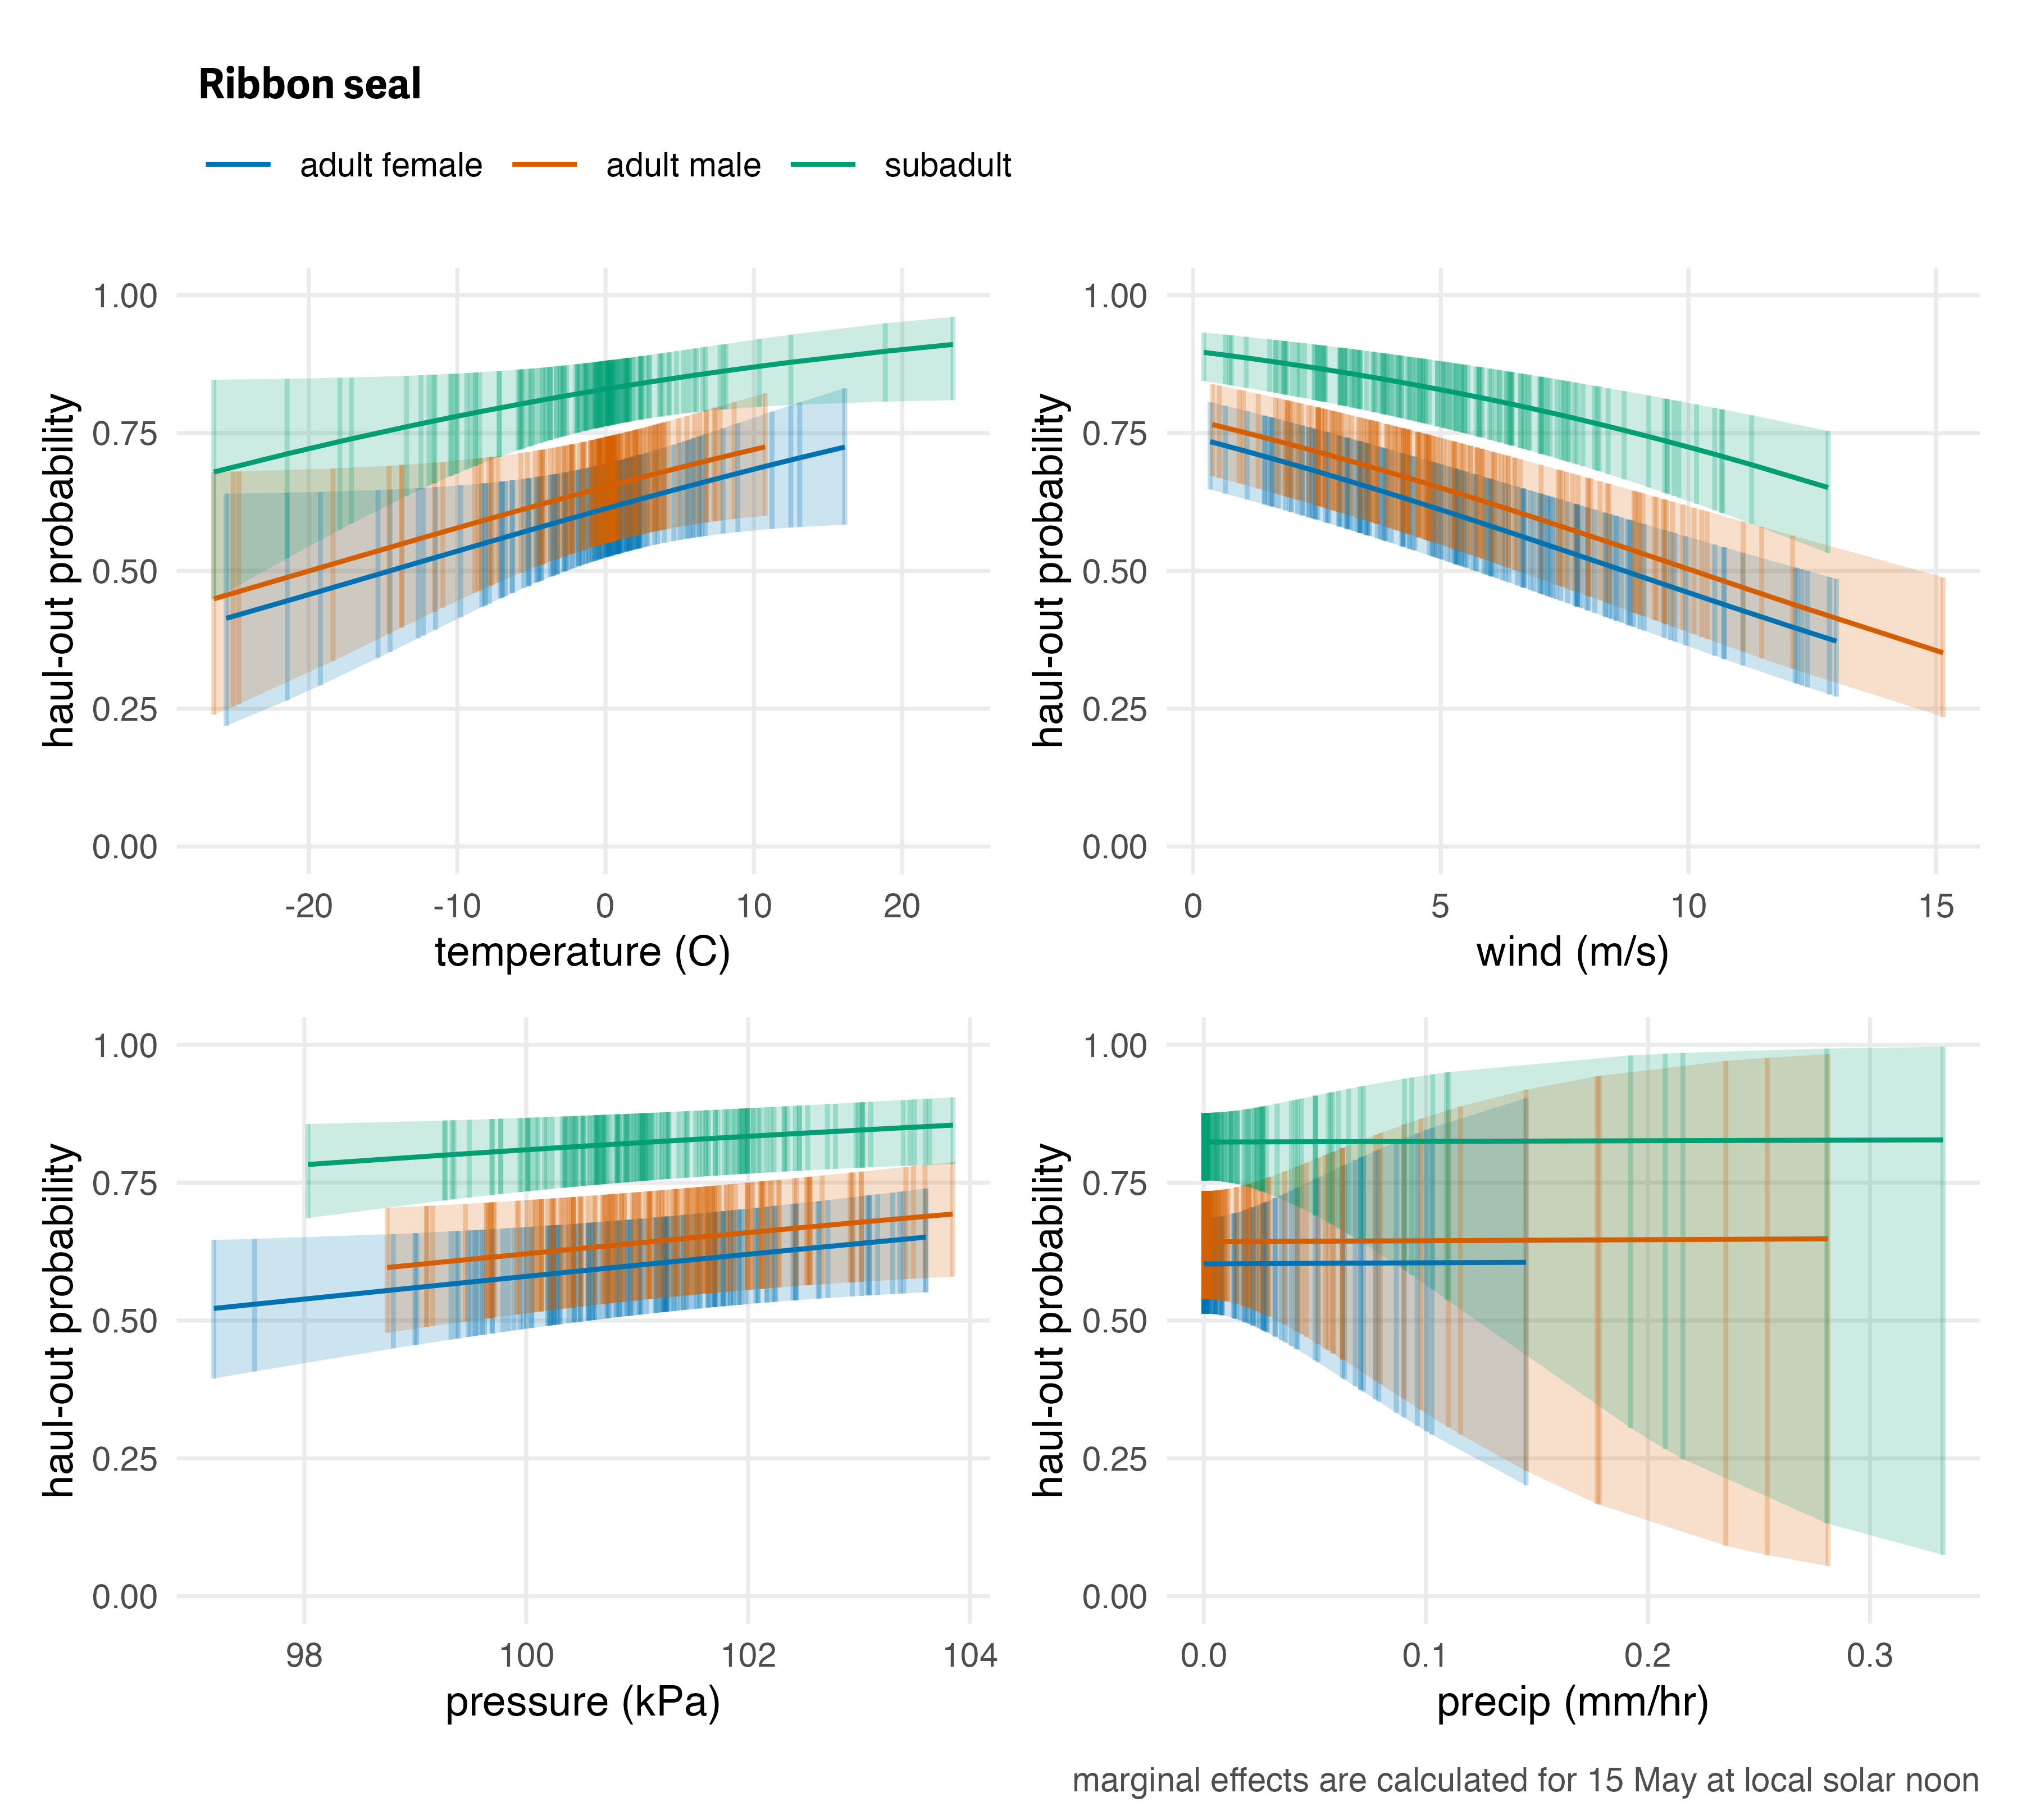 Ribbon seal
adult female adult male subadult
haul-out probability
1.00
0.75
0.50
0.25
0.00
-20 -10 0 10 20
temperature (C)
haul-out probability
1.00
0.75
0.50
0.25
0.00
0 5 10 15
wind (m/s)
haul-out probability
1.00
0.75
0.50
0.25
0.00
98 100 102 104
pressure (kPa)
haul-out probability
1.00
0.75
0.50
0.25
0.00
0.0 0.1 0.2 0.3
precip (mm/hr)
marginal effects are calculated for 15 May at local solar noon